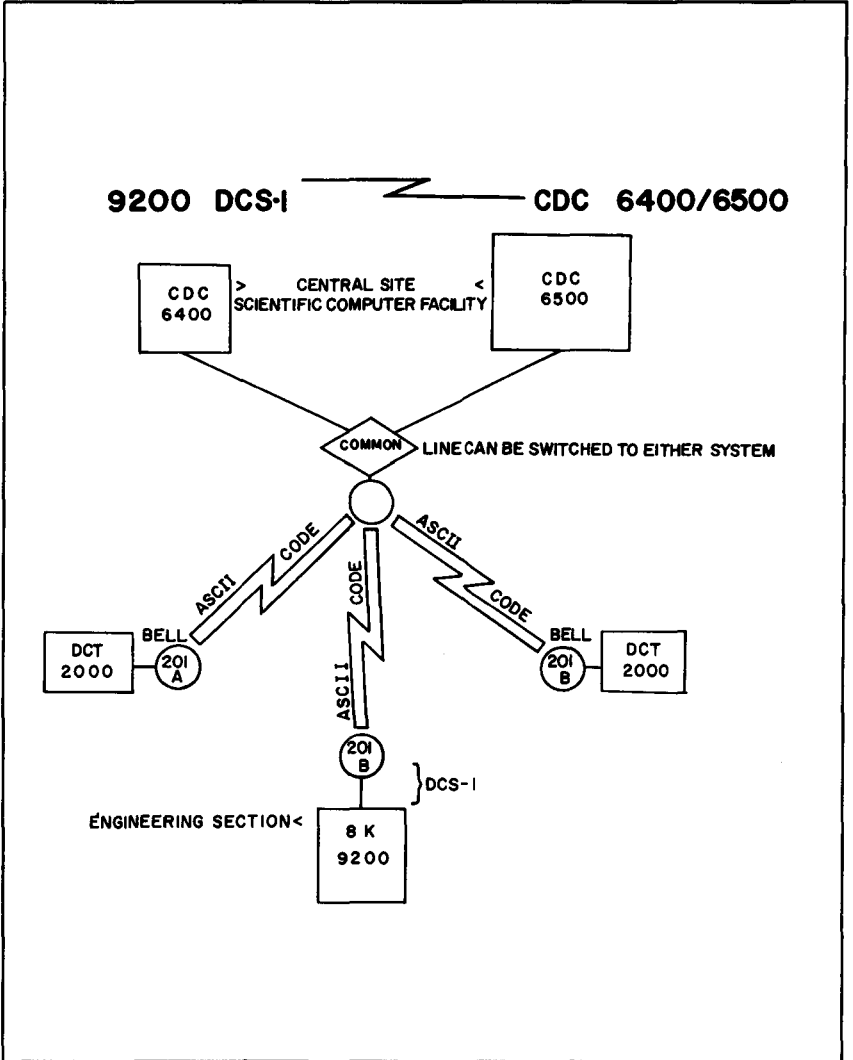 9200 DCS-1 CDC 6400/6500
CDC
6400
> CENTRAL SITE <
SCIENTIFIC COMPUTER FACILITY
CDC
6500
COMMON
LINE CAN BE SWITCHED TO EITHER SYSTEM
ASCII CODE
ASCII CODE
ASCII CODE
DCT
2000
BELL
201
A
BELL
201
B
DCT
2000
201
B
DCS-1
ENGINEERING SECTION <
8 K
9200